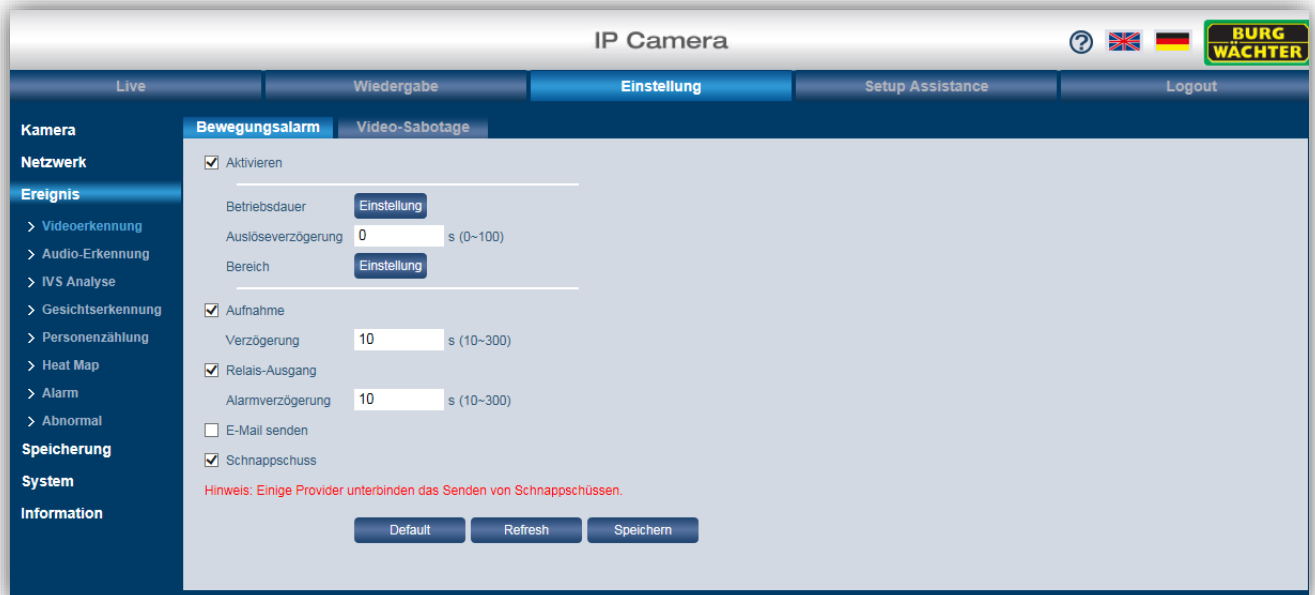 IP Camera
?
BURG
WÄCHTER
Live
Wiedergabe
Einstellung
Setup Assistance
Logout
Kamera
Netzwerk
Ereignis
> Videoerkennung
> Audio-Erkennung
> IVS Analyse
> Gesichtserkennung
> Personenzählung
> Heat Map
> Alarm
> Abnormal
Speicherung
System
Information
Bewegungsalarm
Video-Sabotage
Aktivieren
Betriebsdauer Einstellung
Auslöseverzögerung 0 s (0~100)
Bereich Einstellung
Aufnahme
Verzögerung 10 s (10~300)
Relais-Ausgang
Alarmverzögerung 10 s (10~300)
E-Mail senden
Schnappschuss
Hinweis: Einige Provider unterbinden das Senden von Schnappschüssen.
Default
Refresh
Speichern